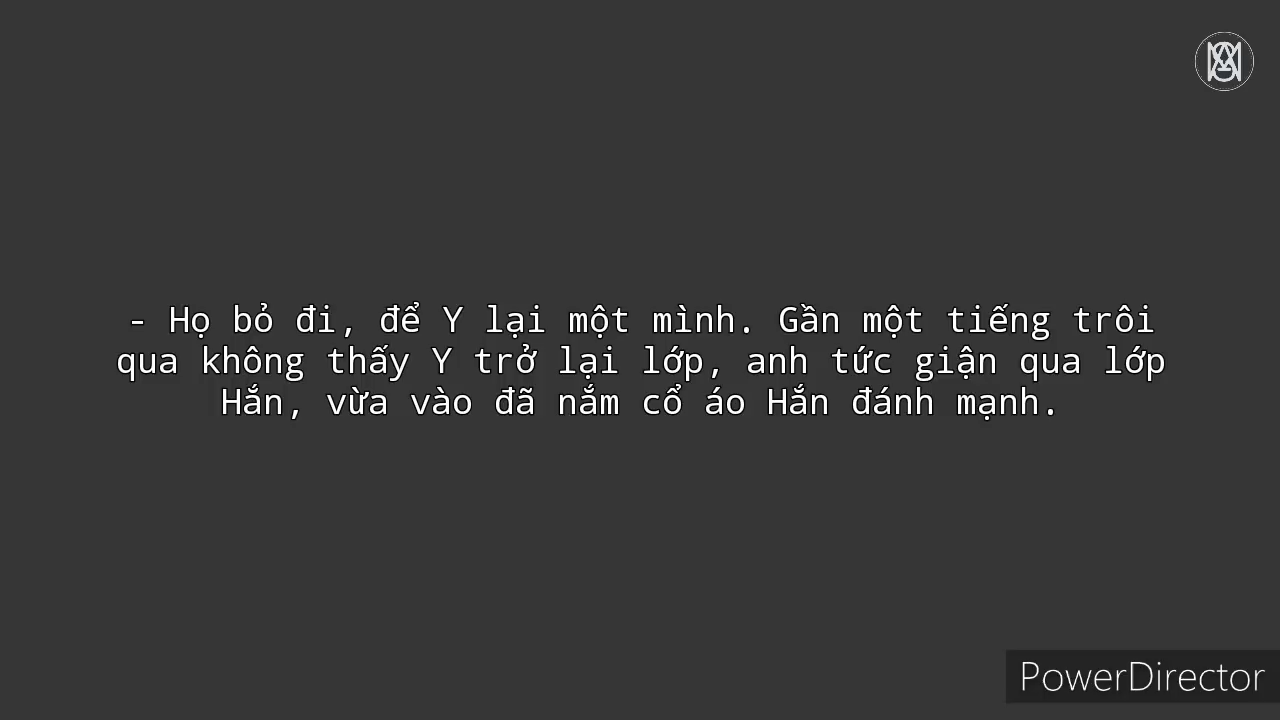 - Họ bỏ đi, để Y lại một mình. Gần một tiếng trôi
qua không thấy Y trở lại lớp, anh tức giận qua lớp
Hắn, vừa vào đã nắm cổ áo Hắn đánh mạnh.
PowerDirector